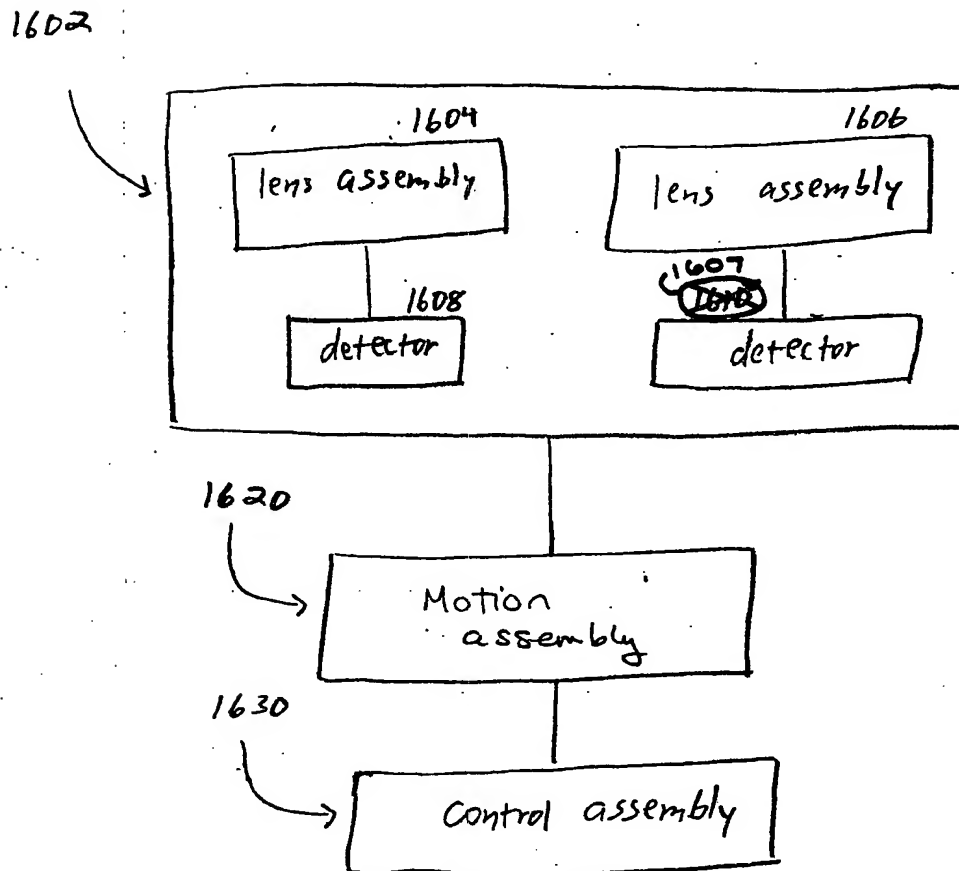 1602
1604
1606
lens assembly
lens assembly
1607
1608
detector
detector
1620
Motion
assembly
1630
Control assembly